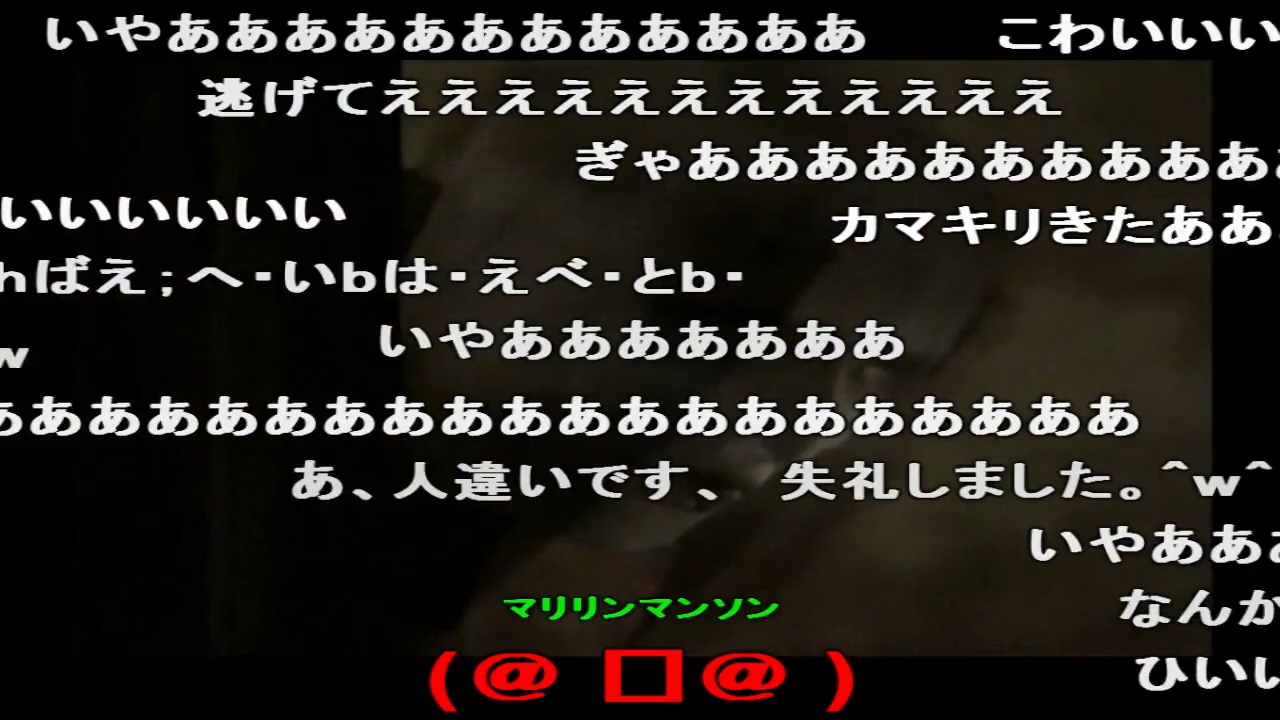 いやああああああああああああ
こわいいい
逃げてええええええええええええ
ぎゃああああああああああ
いいいいいい
カマキリきたああ
hばえ;へ・いbは・えべ・とb・
いやあああああああ
w
ああああああああああああああああああああ
あ、人違いです、 失礼しました。^w^
いやあああ
なんか
マリリンマンソン
ひいい
(@ □@ )